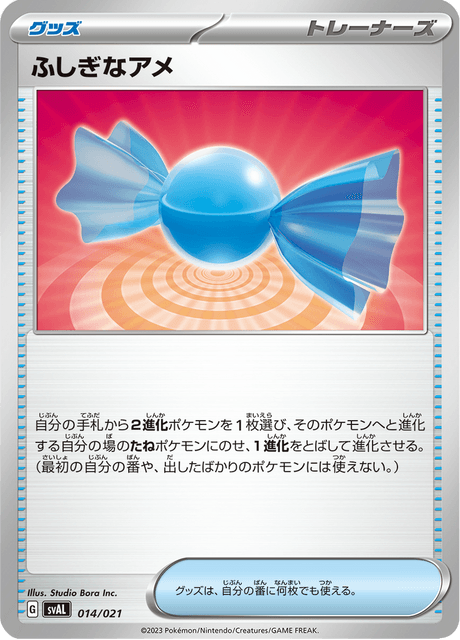 グッズ
トレーナーズ
ふしぎなアメ
自分の手札から2進化ポケモンを1枚選び、そのポケモンへと進化
する自分の場のたねポケモンにのせ、1進化をとばして進化させる。
（最初の自分の番や、出したばかりのポケモンには使えない。）
Illus. Studio Bora Inc.
グッズは、自分の番に何枚でも使える。
G svAL 014/021
©2023 Pokémon/Nintendo/Creatures/GAME FREAK.